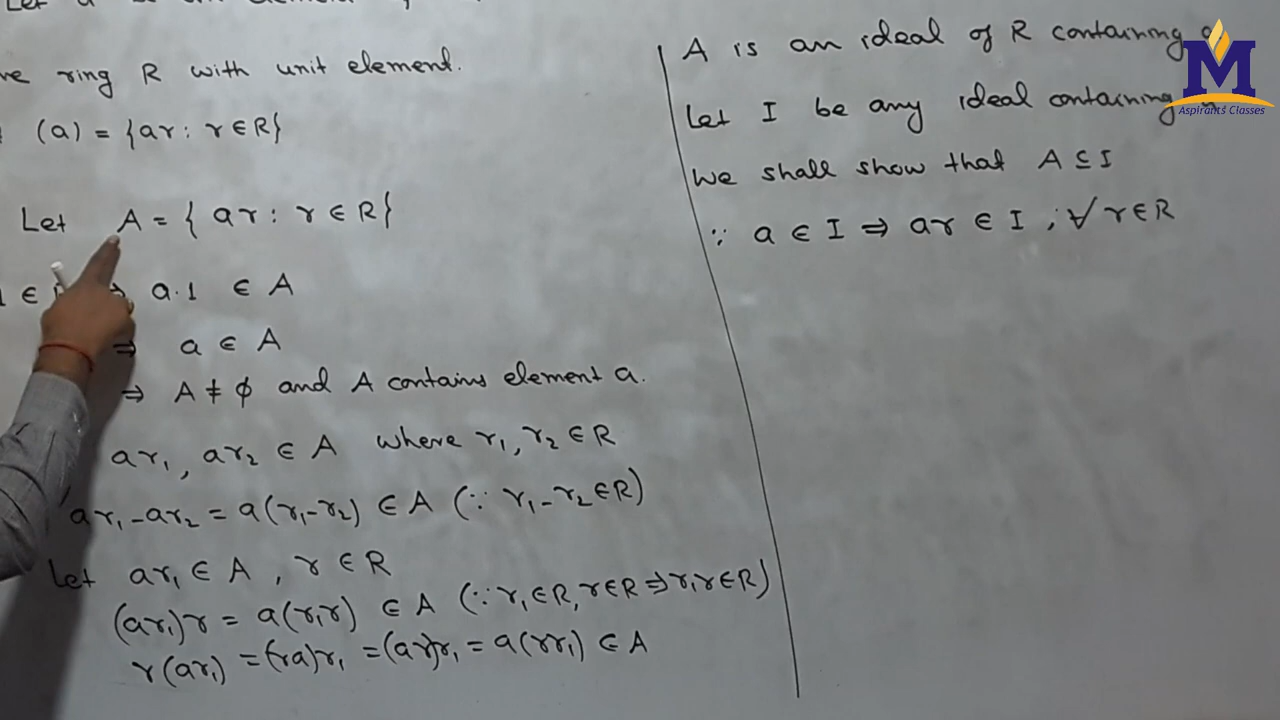 Let a be
ring R with unit element.
(a) = {ar : r ∈ R}
Let A = { ar : r ∈ R}
∈ ⇒ a.1 ∈ A
⇒ a ∈ A
⇒ A ≠ ϕ and A contains element a.
ar₁, ar₂ ∈ A where r₁, r₂ ∈ R
ar₁ - ar₂ = a(r₁-r₂) ∈ A (∵ r₁-r₂ ∈ R)
Let ar₁ ∈ A , r ∈ R
(ar₁)r = a(r₁r) ∈ A (∵ r₁ ∈ R, r ∈ R ⇒ r₁r ∈ R)
r(ar₁) = (ra)r₁ = (ar)r₁ = a(rr₁) ∈ A
A is an ideal of R containing
Let I be any ideal containing
We shall show that A ⊆ I
∵ a ∈ I ⇒ ar ∈ I ; ∀ r ∈ R
M
Aspirants Classes